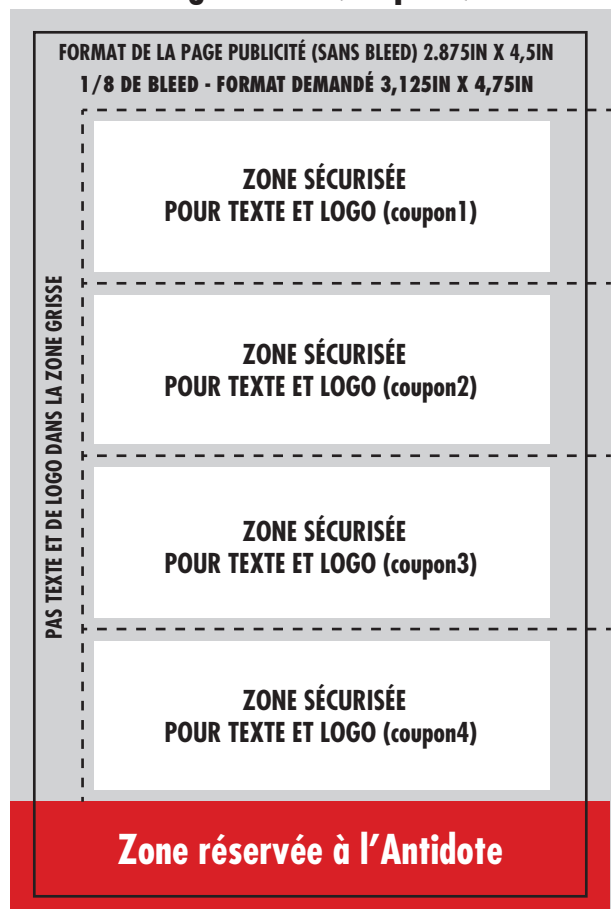 FORMAT DE LA PAGE PUBLICITÉ (SANS BLEED) 2.875IN X 4,5IN
1/8 DE BLEED - FORMAT DEMANDÉ 3,125IN X 4,75IN
ZONE SÉCURISÉE
POUR TEXTE ET LOGO (coupon1)
ZONE SÉCURISÉE
POUR TEXTE ET LOGO (coupon2)
PAS TEXTE ET DE LOGO DANS LA ZONE GRISSE
ZONE SÉCURISÉE
POUR TEXTE ET LOGO (coupon3)
ZONE SÉCURISÉE
POUR TEXTE ET LOGO (coupon4)
Zone réservée à l'Antidote